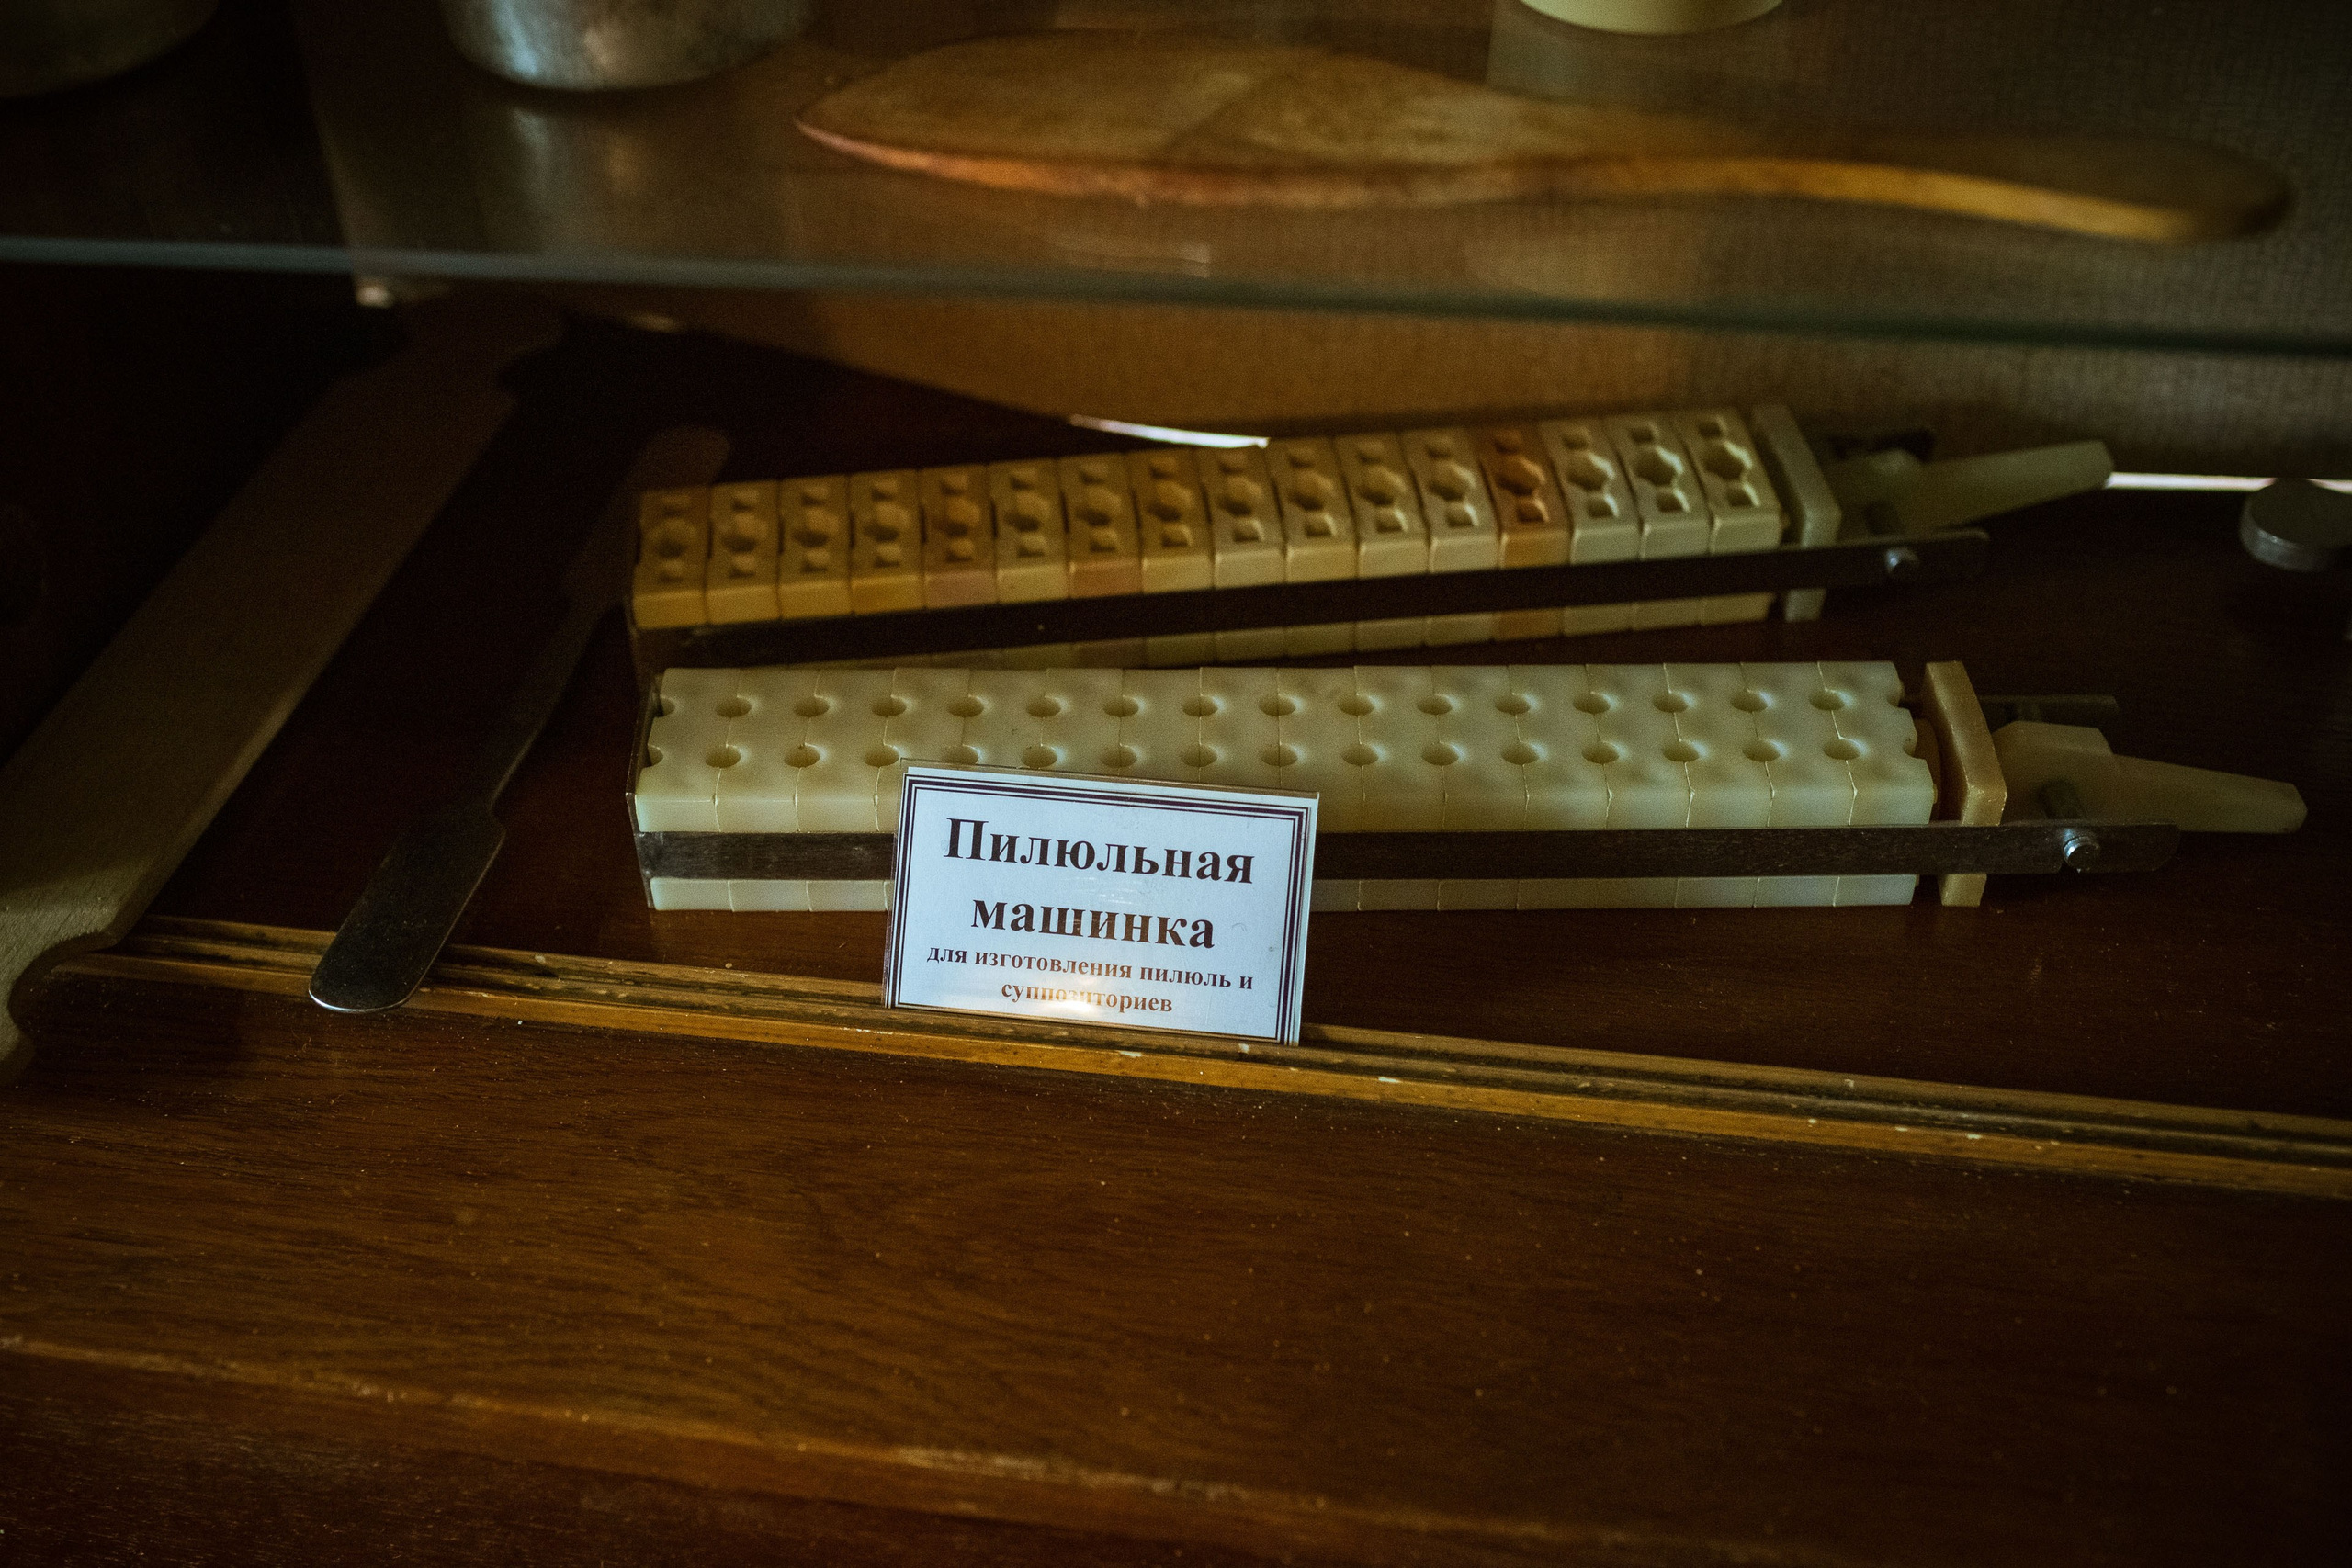 Пилюльная
машинка
для изготовления пилюль и
суппозиториев